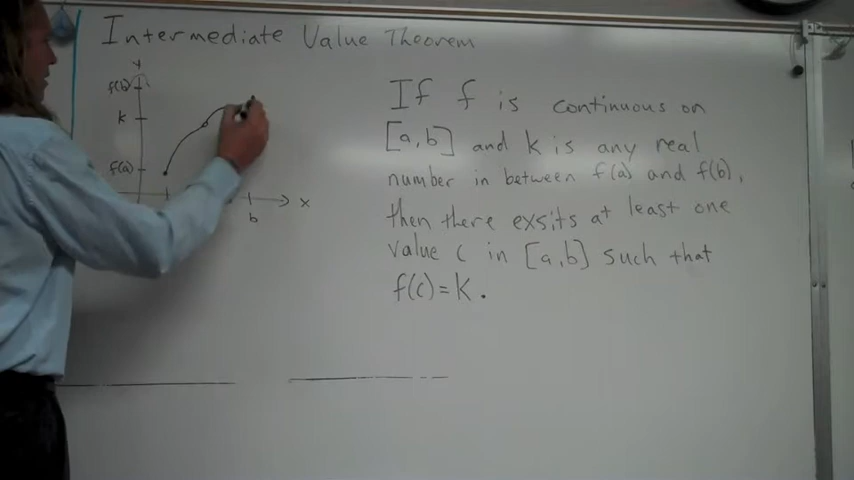 Intermediate Value Theorem
y
f(b)
k
f(a)
x
b
If f is continuous on
[a,b] and k is any real
number in between f(a) and f(b),
then there exsits at least one
value c in [a,b] such that
f(c)=k.